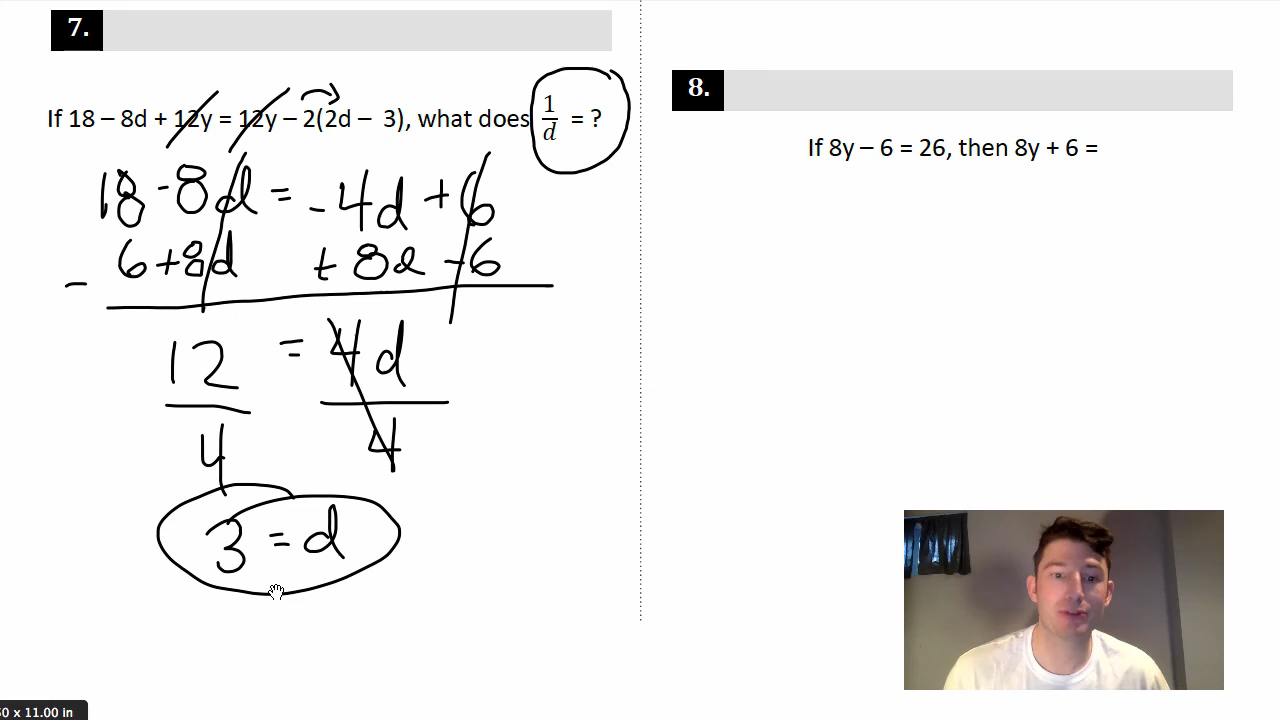 7.
If 18 – 8d + 12y = 12y – 2(2d – 3), what does 1/d = ?
18 - 8d = - 4d + 6
- 6 + 8d + 8d - 6
12 = 4d
4 4
3 = d
8.
If 8y – 6 = 26, then 8y + 6 =
50 x 11.00 in